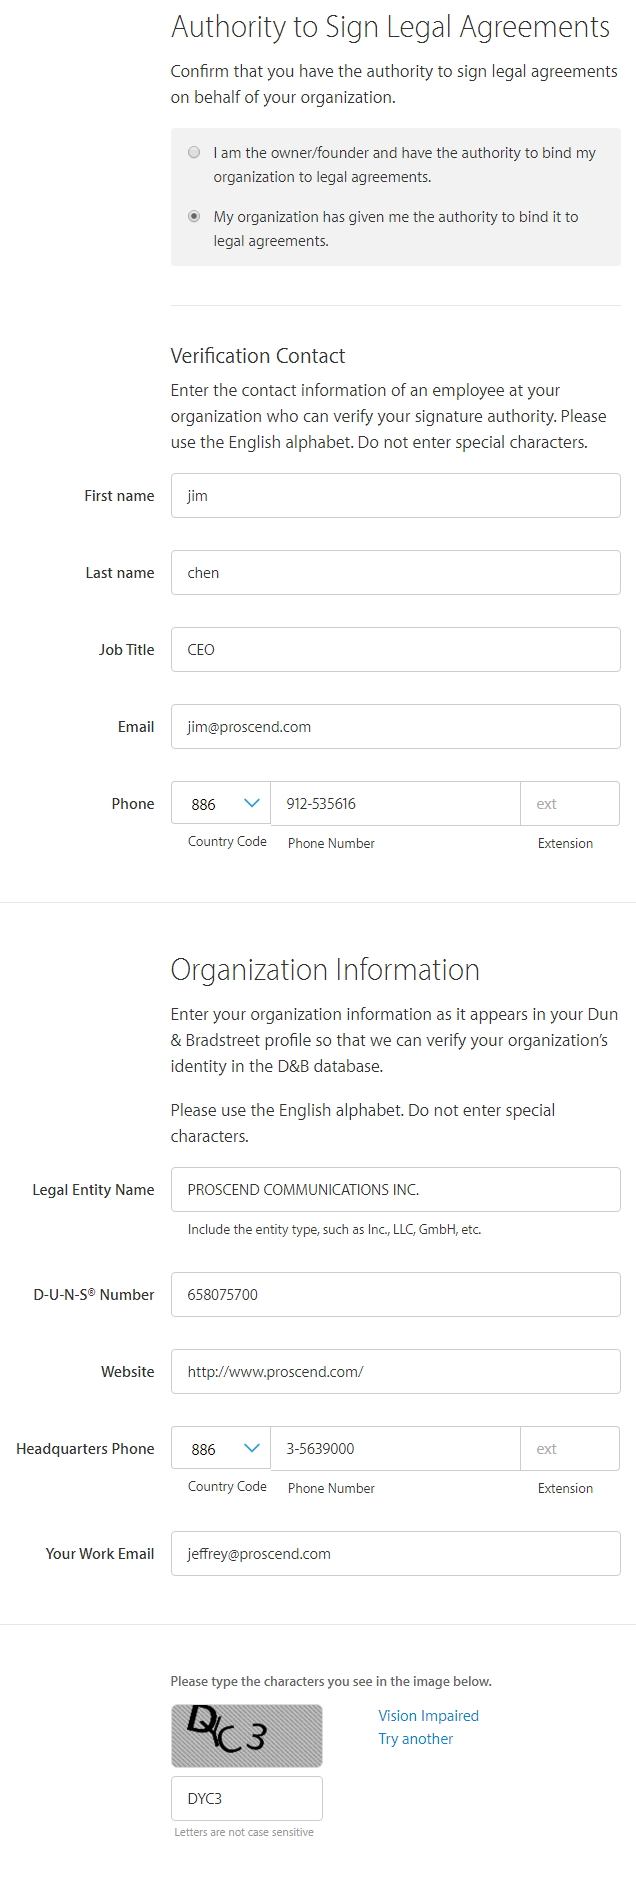 Authority to Sign Legal Agreements
Confirm that you have the authority to sign legal agreements
on behalf of your organization.
I am the owner/founder and have the authority to bind my
organization to legal agreements.
My organization has given me the authority to bind it to
legal agreements.
Verification Contact
Enter the contact information of an employee at your
organization who can verify your signature authority. Please
use the English alphabet. Do not enter special characters.
First name jim
Last name chen
Job Title CEO
Email jim@proscend.com
Phone 886 912-535616 ext
Country Code Phone Number Extension
Organization Information
Enter your organization information as it appears in your Dun
& Bradstreet profile so that we can verify your organization's
identity in the D&B database.
Please use the English alphabet. Do not enter special
characters.
Legal Entity Name PROSCEND COMMUNICATIONS INC.
Include the entity type, such as Inc., LLC, GmbH, etc.
D-U-N-S® Number 658075700
Website http://www.proscend.com/
Headquarters Phone 886 3-5639000 ext
Country Code Phone Number Extension
Your Work Email jeffrey@proscend.com
Please type the characters you see in the image below.
DYC3 Vision Impaired
Try another
DYC3
Letters are not case sensitive